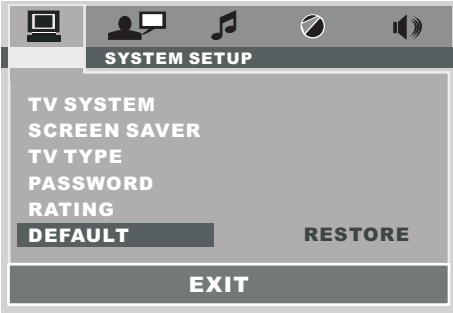 SYSTEM SETUP
TV SYSTEM
SCREEN SAVER
TV TYPE
PASSWORD
RATING
DEFAULT RESTORE
EXIT